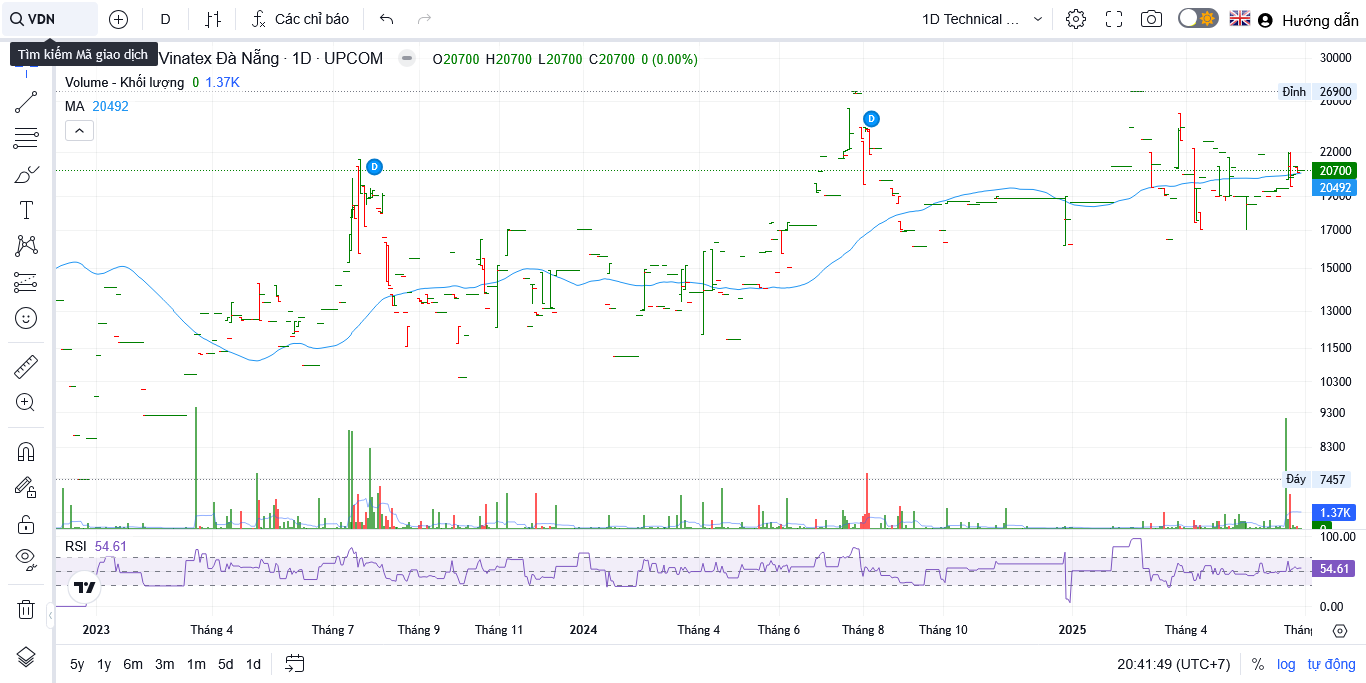 VDN
D
Các chỉ báo
1D Technical ...
Hướng dẫn
Tìm kiếm Mã giao dịch
Vinatex Đà Nẵng · 1D · UPCOM
O20700 H20700 L20700 C20700 0 (0.00%)
Volume - Khối lượng 0 1.37K
MA 20492
D
D
30000
Đỉnh 26900
26000
22000
20700
20492
19000
17000
15000
13000
11500
10300
9300
8300
Đáy 7457
1.37K
0
RSI 54.61
100.00
54.61
0.00
2023 Tháng 4 Tháng 7 Tháng 9 Tháng 11 2024 Tháng 4 Tháng 6 Tháng 8 Tháng 10 2025 Tháng 4 Tháng
5y 1y 6m 3m 1m 5d 1d
20:41:49 (UTC+7) % log tự động